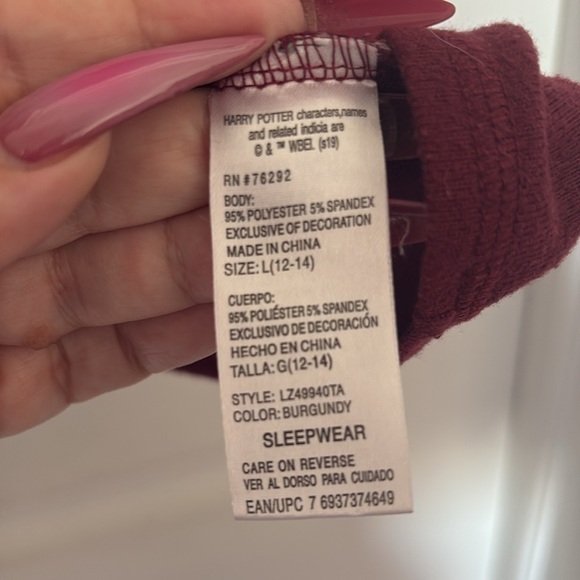 HARRY POTTER characters,names
and related indicia are
© & ™ WBEI. (s19)
RN #76292
BODY:
95% POLYESTER 5% SPANDEX
EXCLUSIVE OF DECORATION
MADE IN CHINA
SIZE: L(12-14)
CUERPO:
95% POLIÉSTER 5% SPANDEX
EXCLUSIVO DE DECORACIÓN
HECHO EN CHINA
TALLA: G(12-14)
STYLE: LZ49940TA
COLOR: BURGUNDY
SLEEPWEAR
CARE ON REVERSE
VER AL DORSO PARA CUIDADO
EAN/UPC 7 6937374649